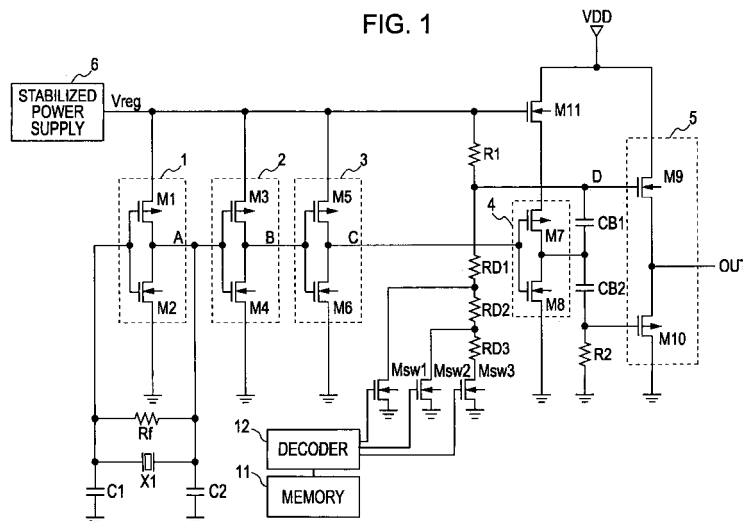 FIG. 1
VDD
6
STABILIZED
POWER
SUPPLY
Vreg
M11
5
R1
1
2
3
D
M9
M1
M3
M5
4
CB1
A
B
C
M7
OUT
RD1
CB2
M2
M4
M6
M8
RD2
M10
RD3
R2
Msw1
Msw2
Msw3
Rf
12
DECODER
X1
11
MEMORY
C1
C2